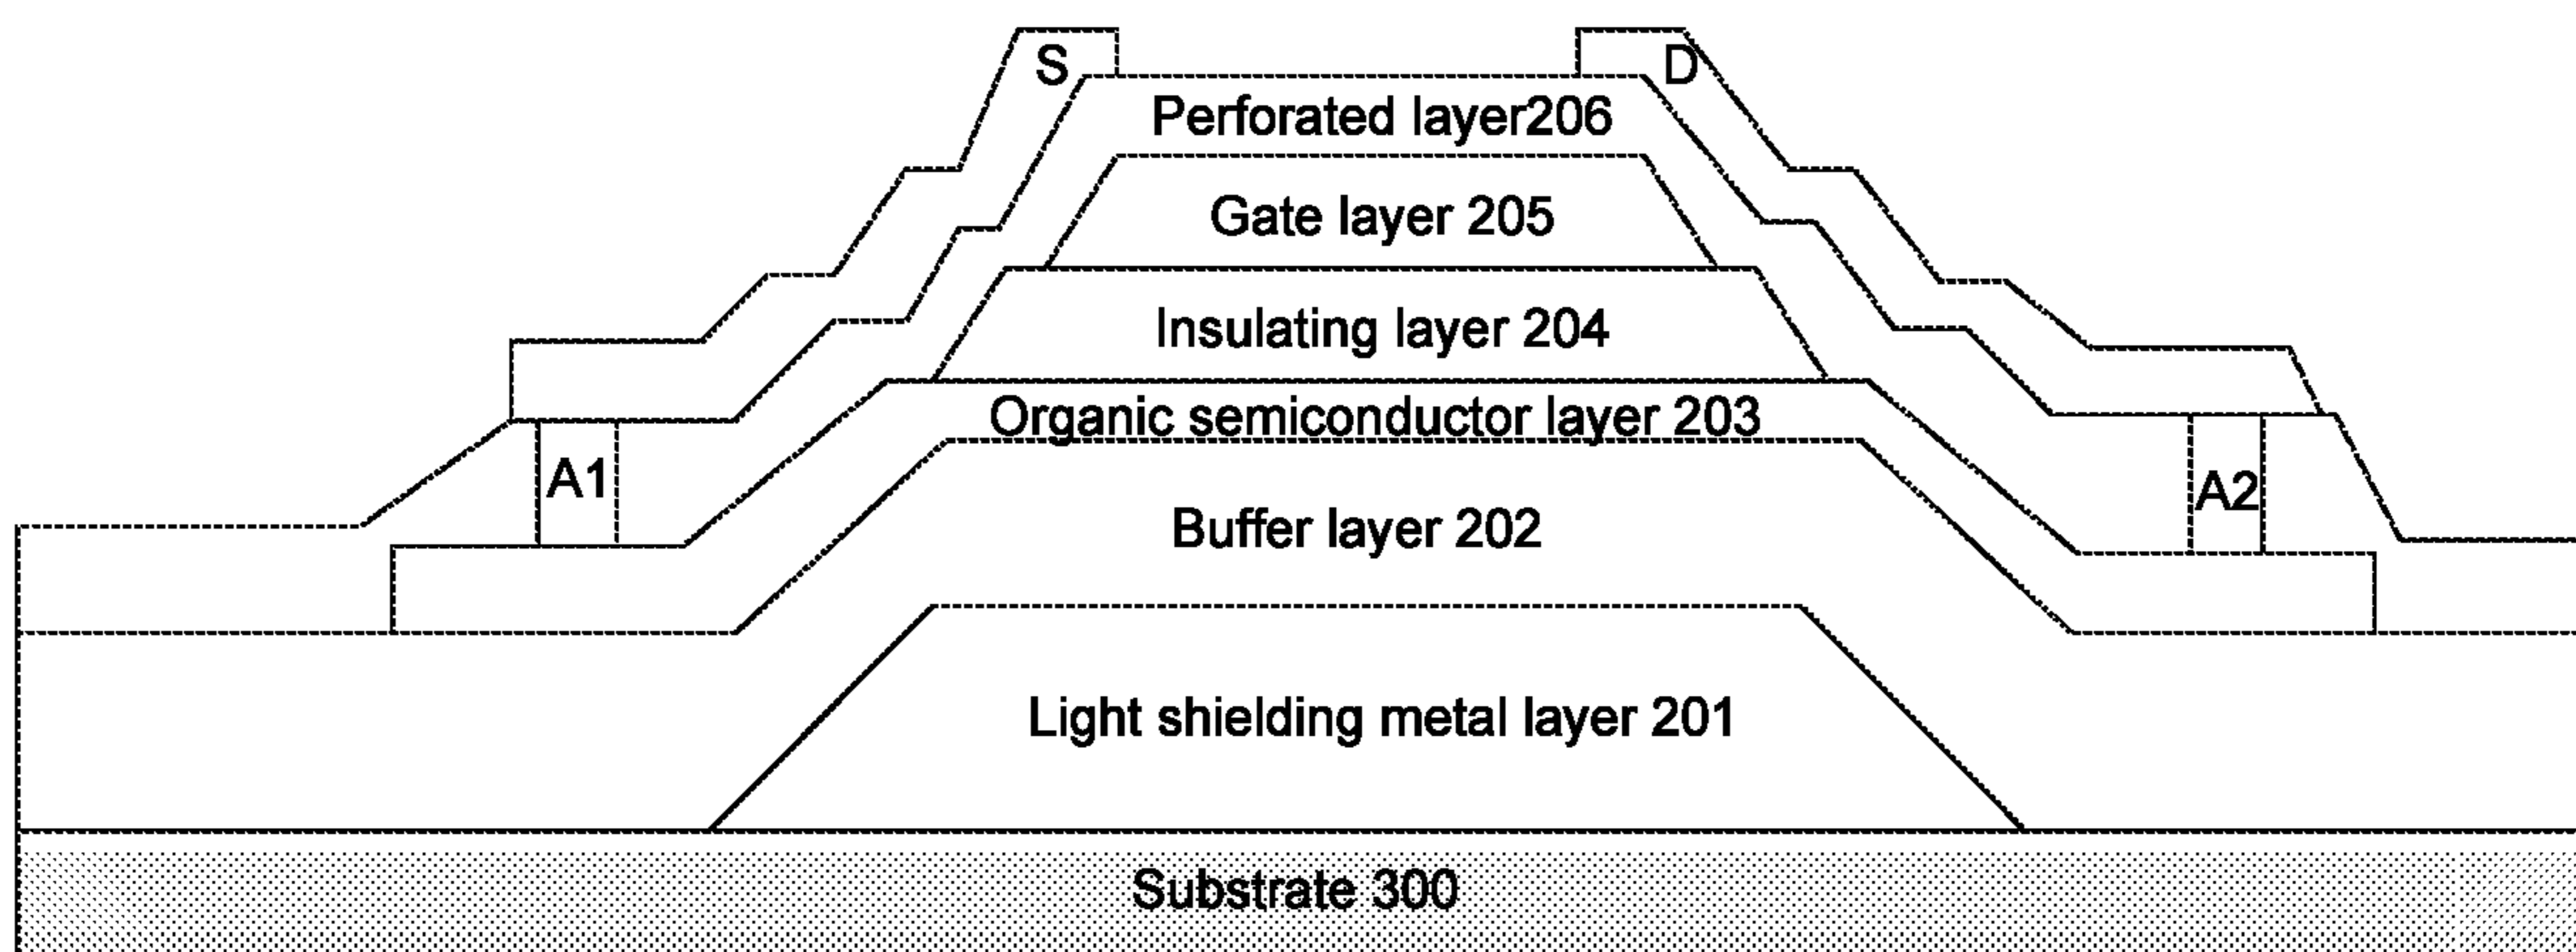 S
D
Perforated layer206
Gate layer 205
Insulating layer 204
Organic semiconductor layer 203
A1
A2
Buffer layer 202
Light shielding metal layer 201
Substrate 300